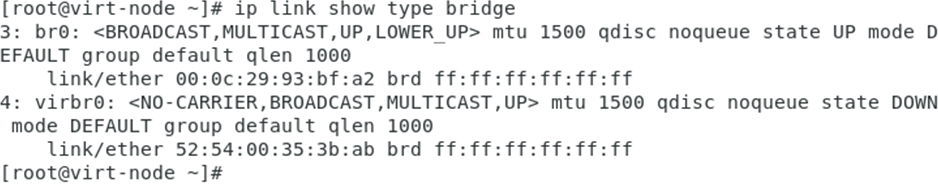 [root@virt-node ~]# ip link show type bridge
3: br0: <BROADCAST,MULTICAST,UP,LOWER_UP> mtu 1500 qdisc noqueue state UP mode D
EFAULT group default qlen 1000
    link/ether 00:0c:29:93:bf:a2 brd ff:ff:ff:ff:ff:ff
4: virbr0: <NO-CARRIER,BROADCAST,MULTICAST,UP> mtu 1500 qdisc noqueue state DOWN
 mode DEFAULT group default qlen 1000
    link/ether 52:54:00:35:3b:ab brd ff:ff:ff:ff:ff:ff
[root@virt-node ~]#